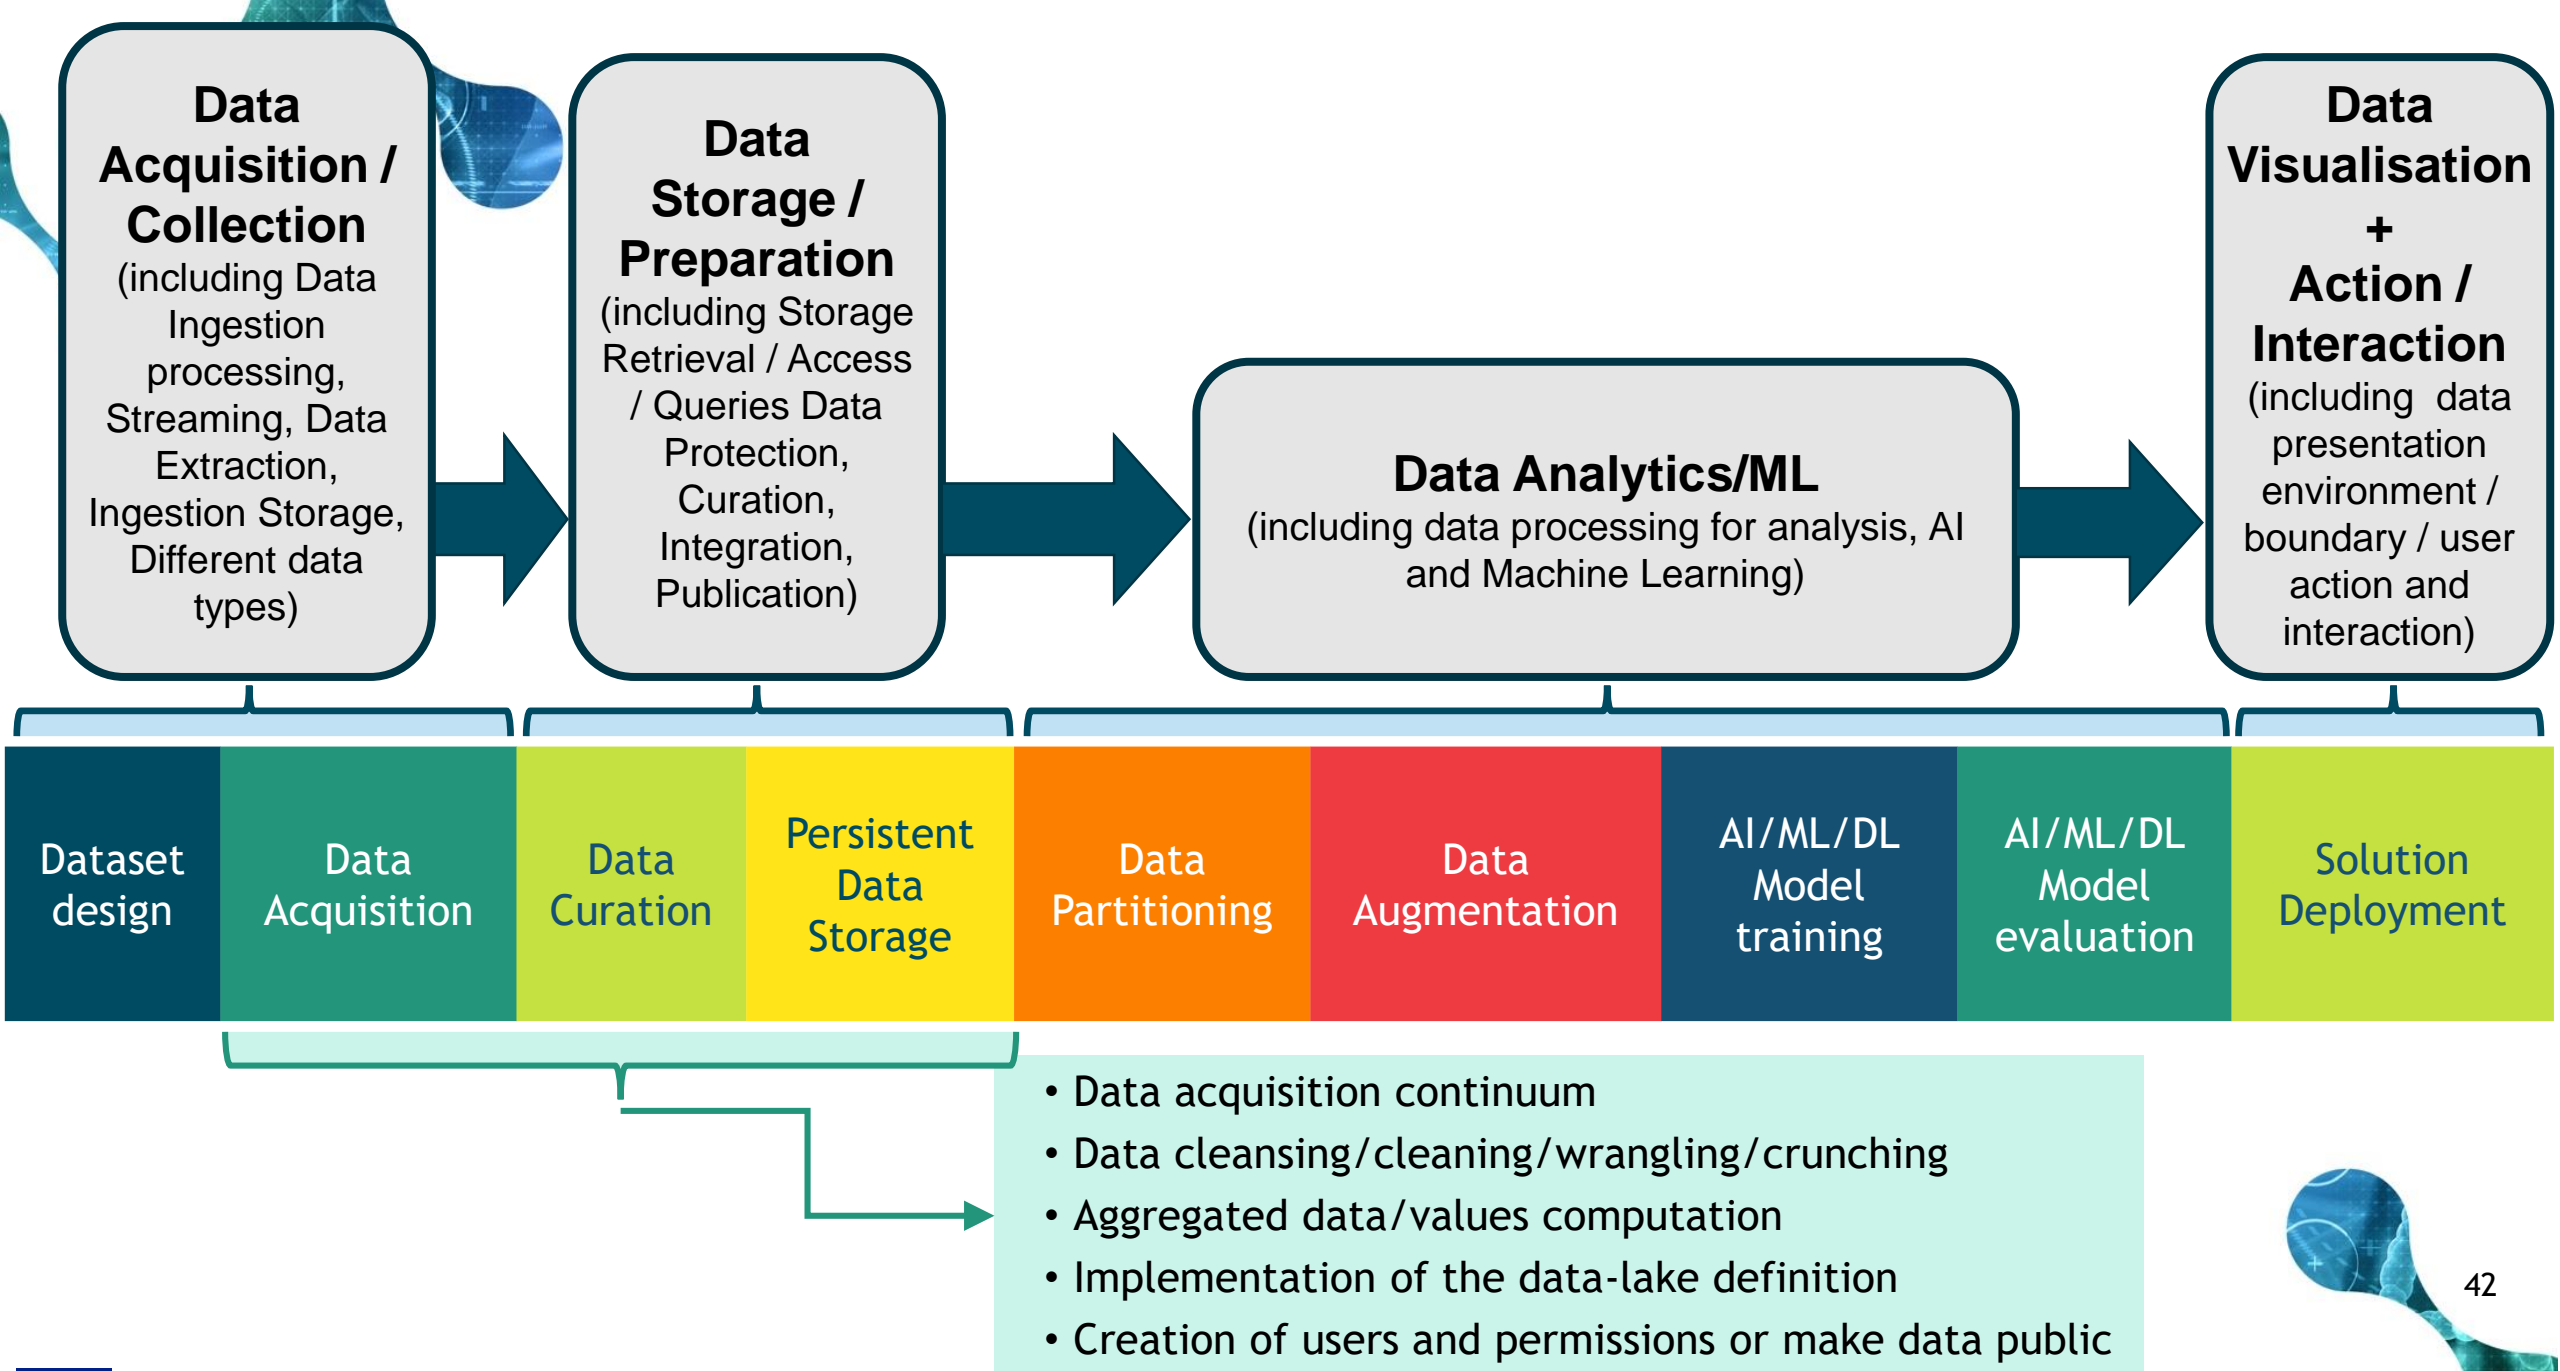 Data
Acquisition /
Collection
(including Data
Ingestion
processing,
Streaming, Data
Extraction,
Ingestion Storage,
Different data
types)
Data
Storage /
Preparation
(including Storage
Retrieval / Access
/ Queries Data
Protection,
Curation,
Integration,
Publication)
Data Analytics/ML
(including data processing for analysis, AI
and Machine Learning)
Data
Visualisation
+
Action /
Interaction
(including data
presentation
environment /
boundary / user
action and
interaction)
Dataset
design
Data
Acquisition
Data
Curation
Persistent
Data
Storage
Data
Partitioning
Data
Augmentation
AI/ML/DL
Model
training
AI/ML/DL
Model
evaluation
Solution
Deployment
• Data acquisition continuum
• Data cleansing/cleaning/wrangling/crunching
• Aggregated data/values computation
• Implementation of the data-lake definition
• Creation of users and permissions or make data public
42